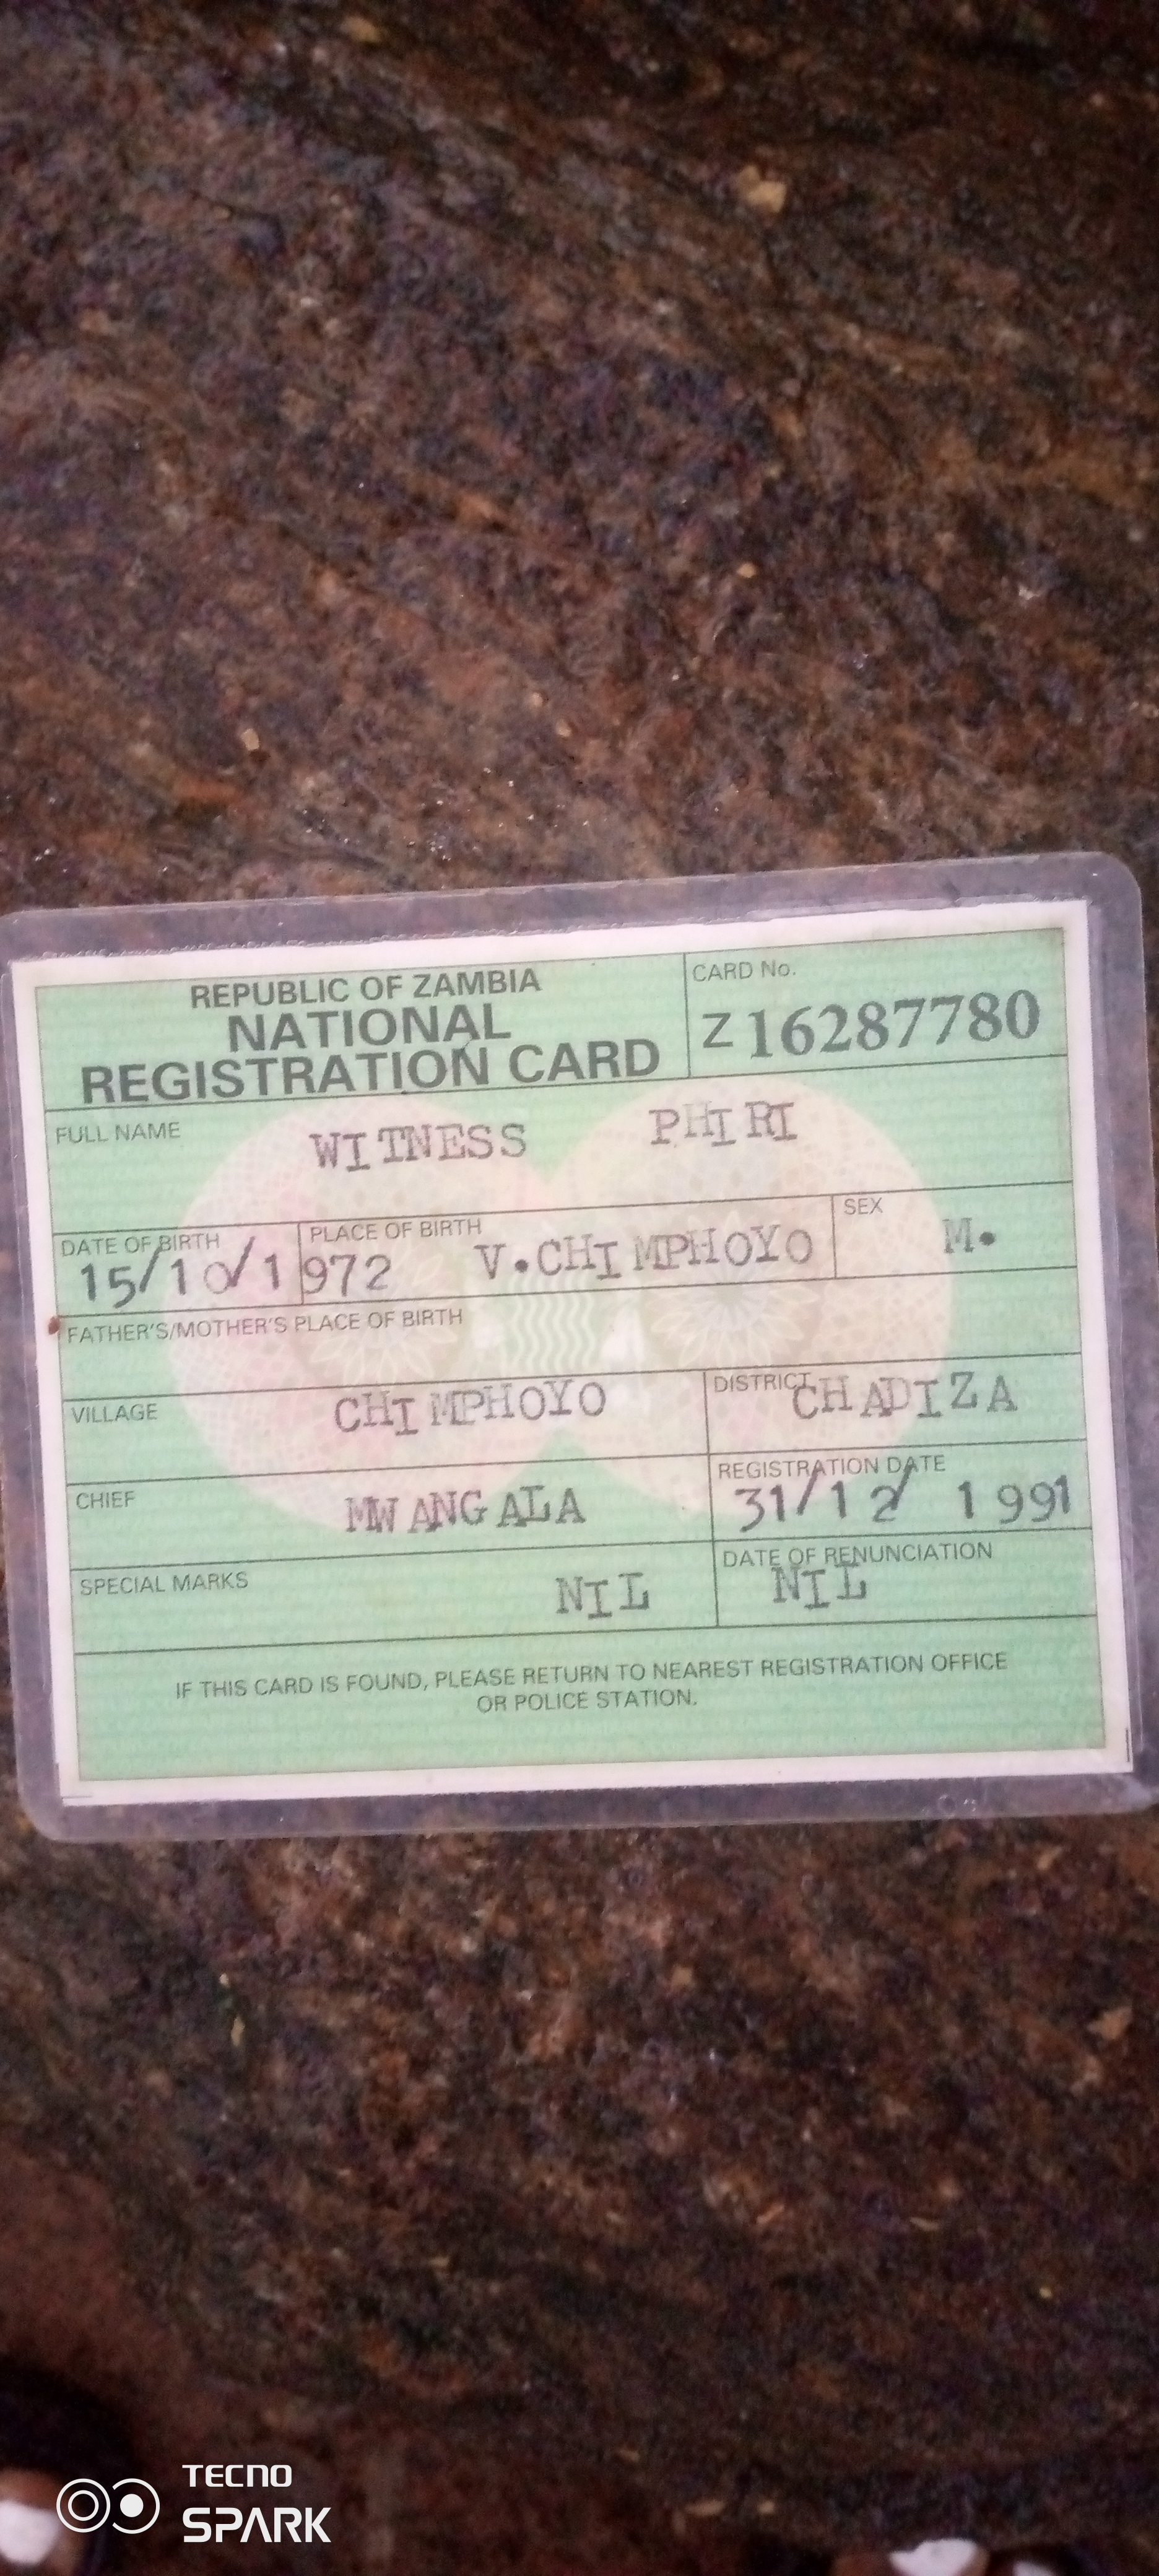 REPUBLIC OF ZAMBIA
NATIONAL
REGISTRATION CARD
CARD No.
Z 16287780
FULL NAME
WITNESS PHIRI
DATE OF BIRTH
15/10/1972
PLACE OF BIRTH
V.CHIMPHOYO
SEX
M.
FATHER'S/MOTHER'S PLACE OF BIRTH
VILLAGE
CHIMPHOYO
DISTRICT
CHADIZA
CHIEF
MWANGALA
REGISTRATION DATE
31/12/ 1991
SPECIAL MARKS
NIL
DATE OF RENUNCIATION
NIL
IF THIS CARD IS FOUND, PLEASE RETURN TO NEAREST REGISTRATION OFFICE
OR POLICE STATION.
TECNO
SPARK